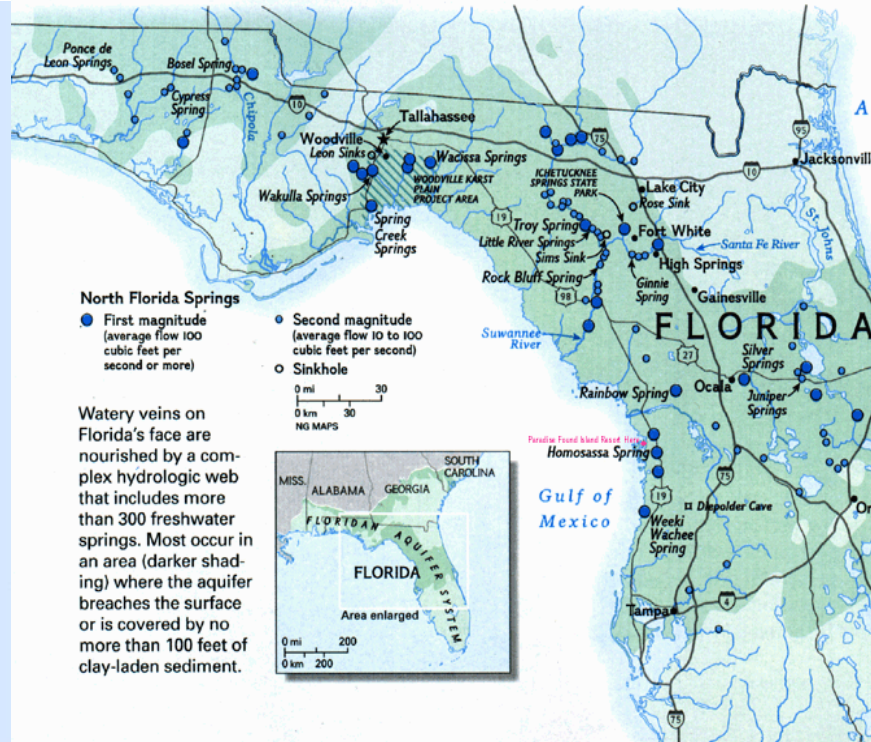 Ponce de
Leon Springs
Bosel Spring
Cypress
Spring
Chipola
10
Tallahassee
Woodville
Leon Sinks
Wacissa Springs
WOODVILLE KARST
PLAIN
PROJECT AREA
Wakulla Springs
Spring
Creek
Springs
75
95
A
10
Jacksonvill
ICHETUCKNEE
SPRINGS STATE
PARK
Lake City
Rose Sink
19
Troy Spring
Fort White
Little River Springs
Sims Sink
Santa Fe River
St. Johns
High Springs
Rock Bluff Spring
Ginnie
Spring
98
Gainesville
FLORIDA
Suwannee
River
27
Silver
Springs
Ocala
Rainbow Spring
Juniper
Springs
Paradise Found Island Resort Here
Homosassa Spring
75
19
Gulf of
Mexico
Diepolder Cave
Or
Weeki
Wachee
Spring
Tampa
4
75
North Florida Springs
First magnitude
(average flow 100
cubic feet per
second or more)
Second magnitude
(average flow 10 to 100
cubic feet per second)
Sinkhole
0 mi 30
0 km 30
NG MAPS
Watery veins on
Florida's face are
nourished by a com-
plex hydrologic web
that includes more
than 300 freshwater
springs. Most occur in
an area (darker shad-
ing) where the aquifer
breaches the surface
or is covered by no
more than 100 feet of
clay-laden sediment.
MISS.
ALABAMA
GEORGIA
SOUTH
CAROLINA
FLORIDAN
AQUIFER SYSTEM
FLORIDA
Area enlarged
0 mi 200
0 km 200